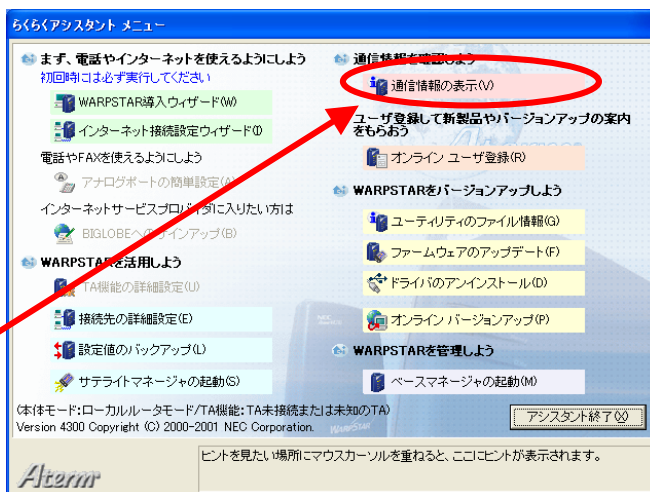 らくらくアシスタント メニュー
まず、電話やインターネットを使えるようにしよう
初回時には必ず実行してください
WARPSTAR導入ウィザード(W)
インターネット接続設定ウィザード(I)
電話やFAXを使えるようにしよう
アナログポートの簡単設定(A)
インターネットサービスプロバイダに入りたい方は
BIGLOBEへのサインアップ(B)
WARPSTARを活用しよう
TA機能の詳細設定(U)
接続先の詳細設定(E)
設定値のバックアップ(L)
サテライトマネージャの起動(S)
通信情報を確認しよう
通信情報の表示(V)
ユーザ登録して新製品やバージョンアップの案内
をもらおう
オンライン ユーザ登録(R)
WARPSTARをバージョンアップしよう
ユーティリティのファイル情報(G)
ファームウェアのアップデート(F)
ドライバのアンインストール(D)
オンライン バージョンアップ(P)
WARPSTARを管理しよう
ベースマネージャの起動(M)
(本体モード:ローカルルータモード/TA機能:TA未接続または未知のTA)
Version 4300 Copyright (C) 2000-2001 NEC Corporation.
WarpStar
アシスタント終了(X)
Aterm
ヒントを見たい場所にマウスカーソルを重ねると、ここにヒントが表示されます。